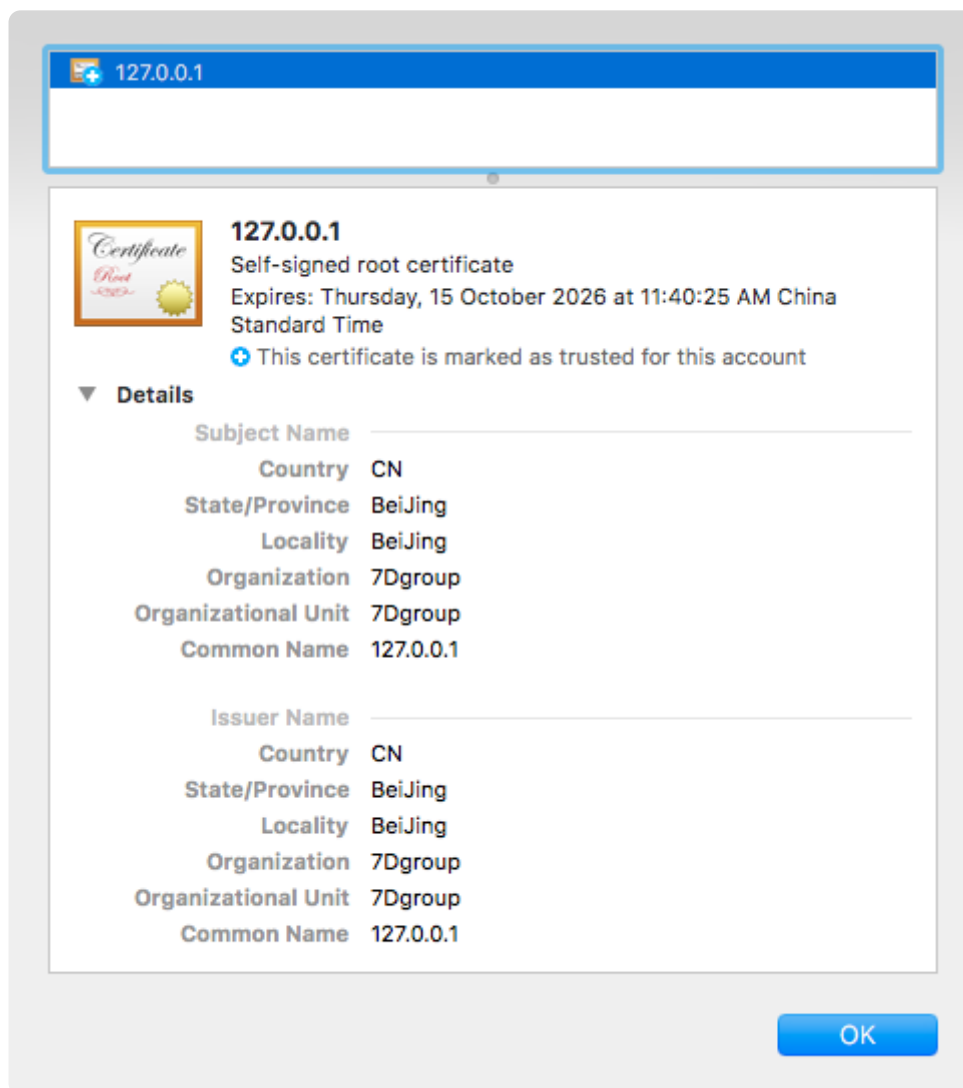 127.0.0.1
Certificate
Root
127.0.0.1
Self-signed root certificate
Expires: Thursday, 15 October 2026 at 11:40:25 AM China
Standard Time
This certificate is marked as trusted for this account
Details
Subject Name
Country CN
State/Province BeiJing
Locality BeiJing
Organization 7Dgroup
Organizational Unit 7Dgroup
Common Name 127.0.0.1
Issuer Name
Country CN
State/Province BeiJing
Locality BeiJing
Organization 7Dgroup
Organizational Unit 7Dgroup
Common Name 127.0.0.1
OK